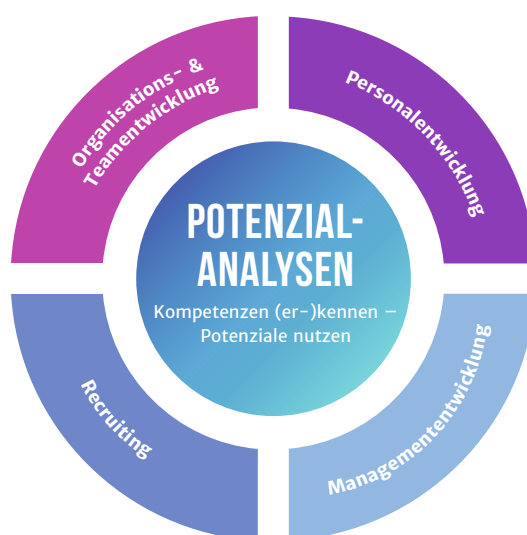 Organisations- &
Teamentwicklung
Personalentwicklung
POTENZIAL-
ANALYSEN
Kompetenzen (er-)kennen –
Potenziale nutzen
Recruiting
Managemententwicklung